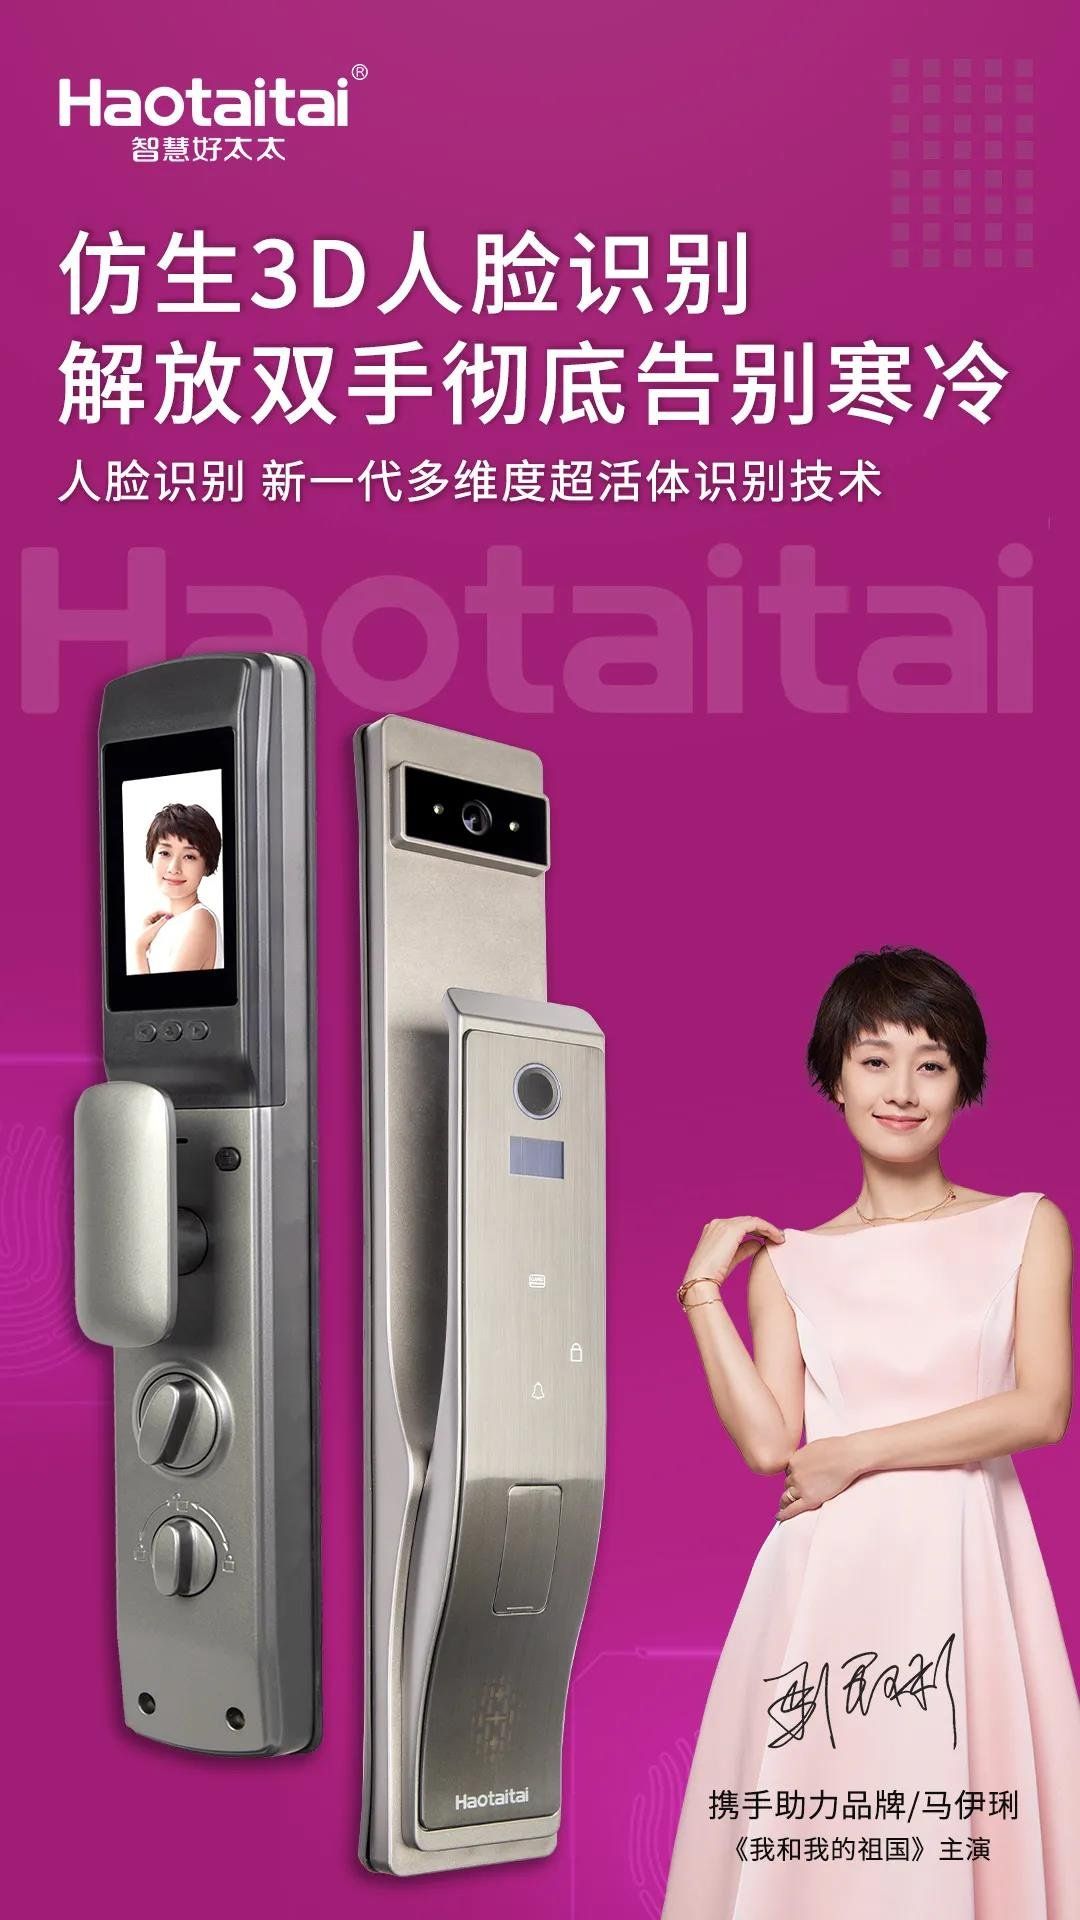 Haotaitai®
智慧好太太
仿生3D人脸识别
解放双手彻底告别寒冷
人脸识别 新一代多维度超活体识别技术
Haotaitai
Haotaitai
携手助力品牌/马伊琍
《我和我的祖国》主演